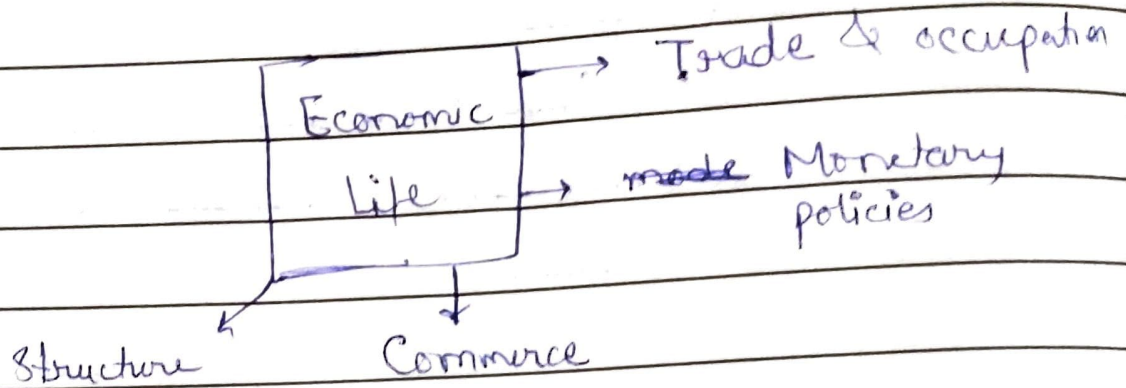 Trade & occupation
Economic
Life
mode Monetary
policies
Structure
Commerce